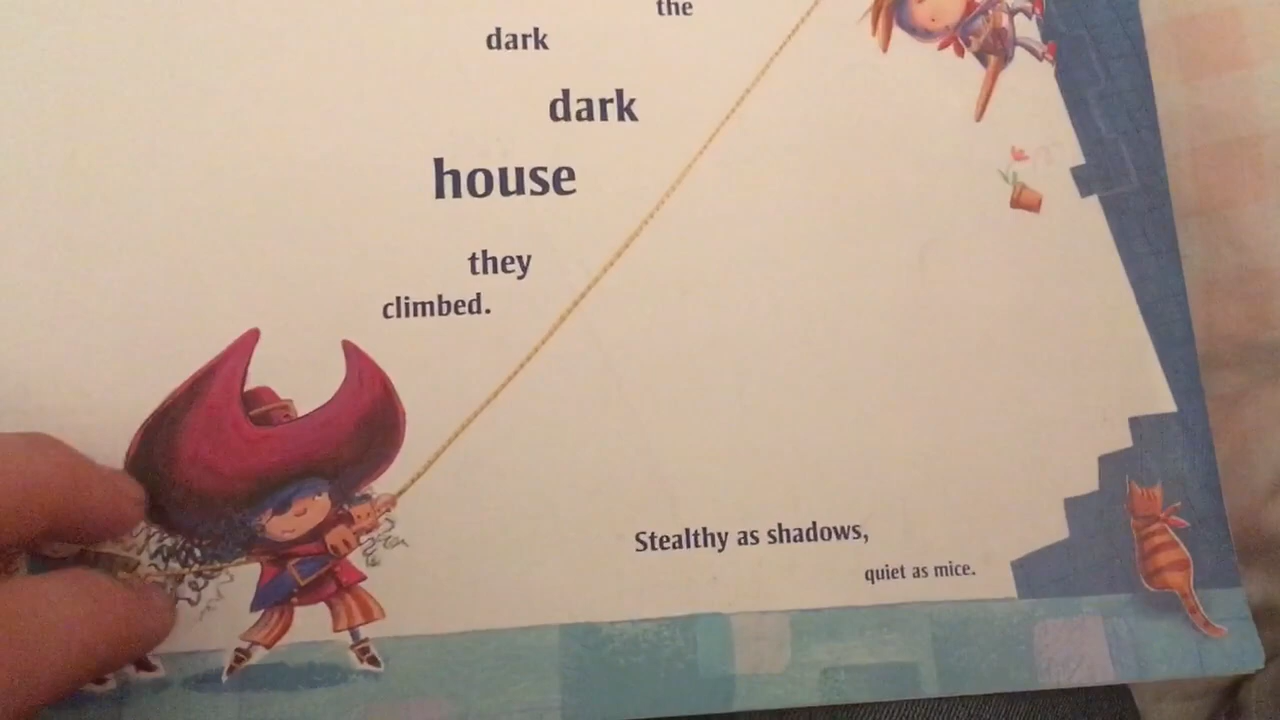 the
dark
dark
house
they
climbed.
Stealthy as shadows,
quiet as mice.